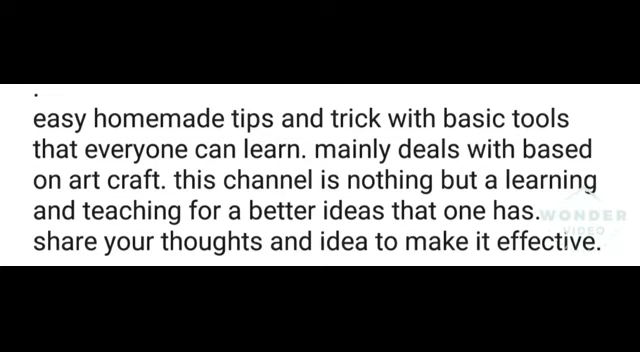 .
easy homemade tips and trick with basic tools
that everyone can learn. mainly deals with based
on art craft. this channel is nothing but a learning
and teaching for a better ideas that one has.
share your thoughts and idea to make it effective.
WONDER
VIDEO